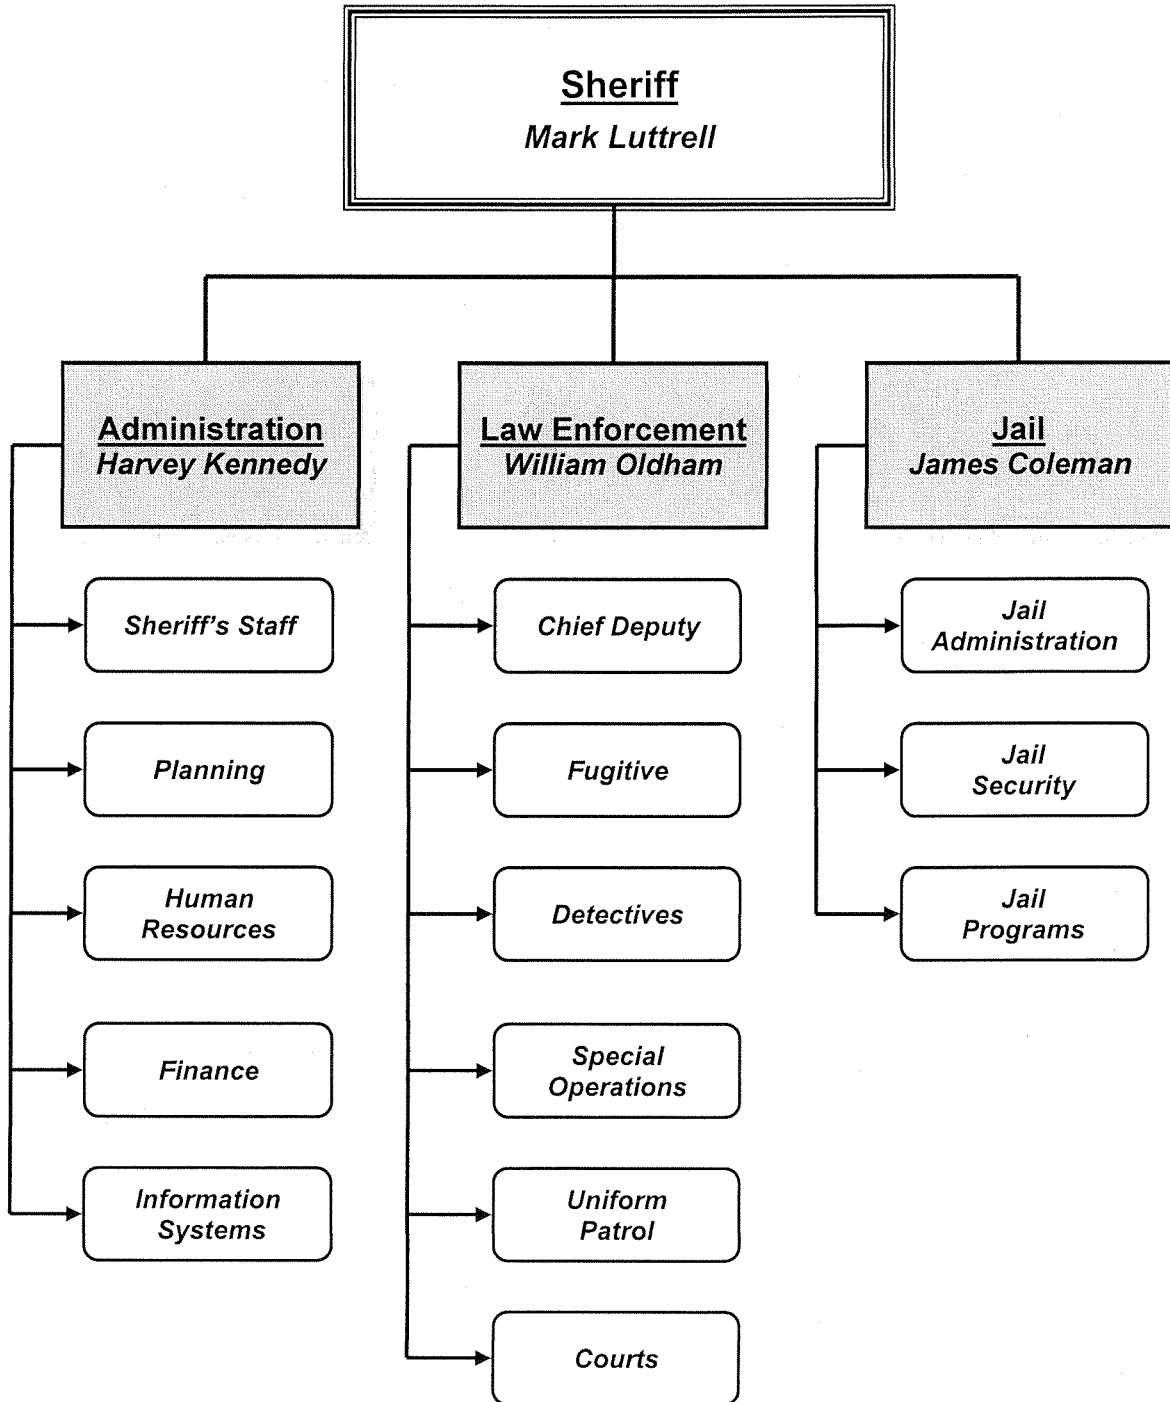 Sheriff
Mark Luttrell
Administration
Harvey Kennedy
Sheriff's Staff
Planning
Human
Resources
Finance
Information
Systems
Law Enforcement
William Oldham
Chief Deputy
Fugitive
Detectives
Special
Operations
Uniform
Patrol
Courts
Jail
James Coleman
Jail
Administration
Jail
Security
Jail
Programs